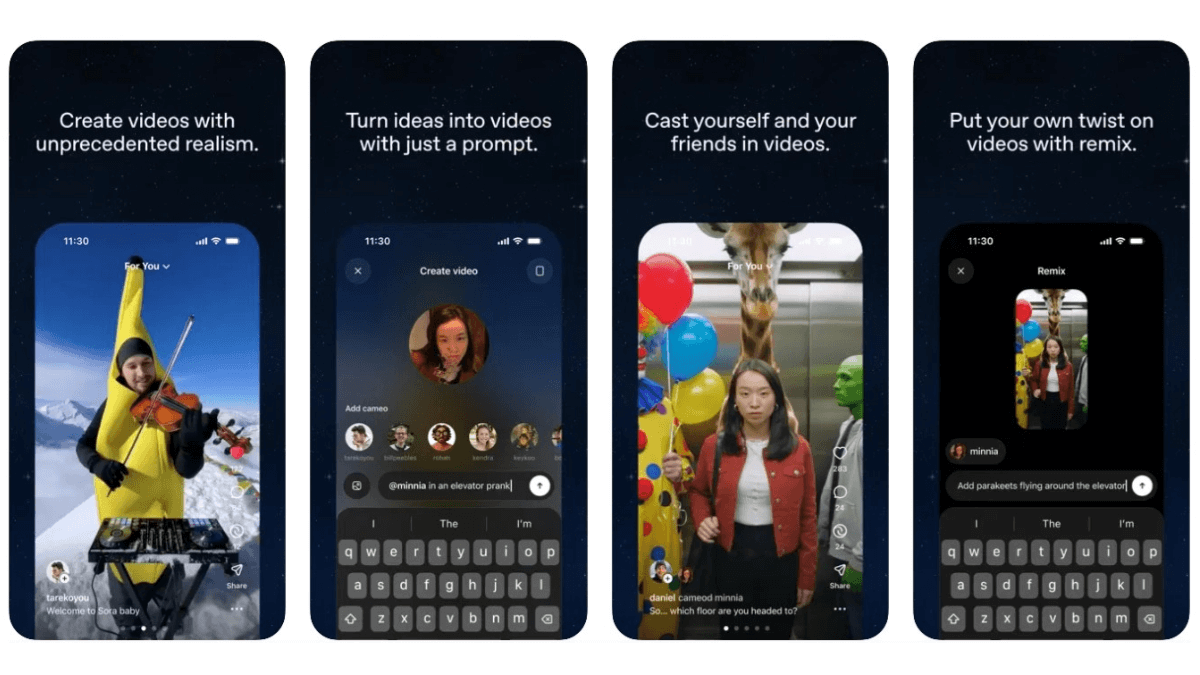 Create videos with
unprecedented realism.
11:30
For You
117
Share
tarekoyou
Welcome to Sora baby
Turn ideas into videos
with just a prompt.
11:30
Create video
Add cameo
tarekoyou
billpeebles
kendra
@minnia in an elevator prank
I The I'm
q w e r t y u i o p
a s d f g h j k l
z x c v b n m
Cast yourself and your
friends in videos.
11:30
For You
283
24
24
Share
daniel cameod minnia
So... which floor are you headed to?
Put your own twist on
videos with remix.
11:30
Remix
minnia
Add parakeets flying around the elevator
I The I'm
q w e r t y u i o p
a s d f g h j k l
z x c v b n m